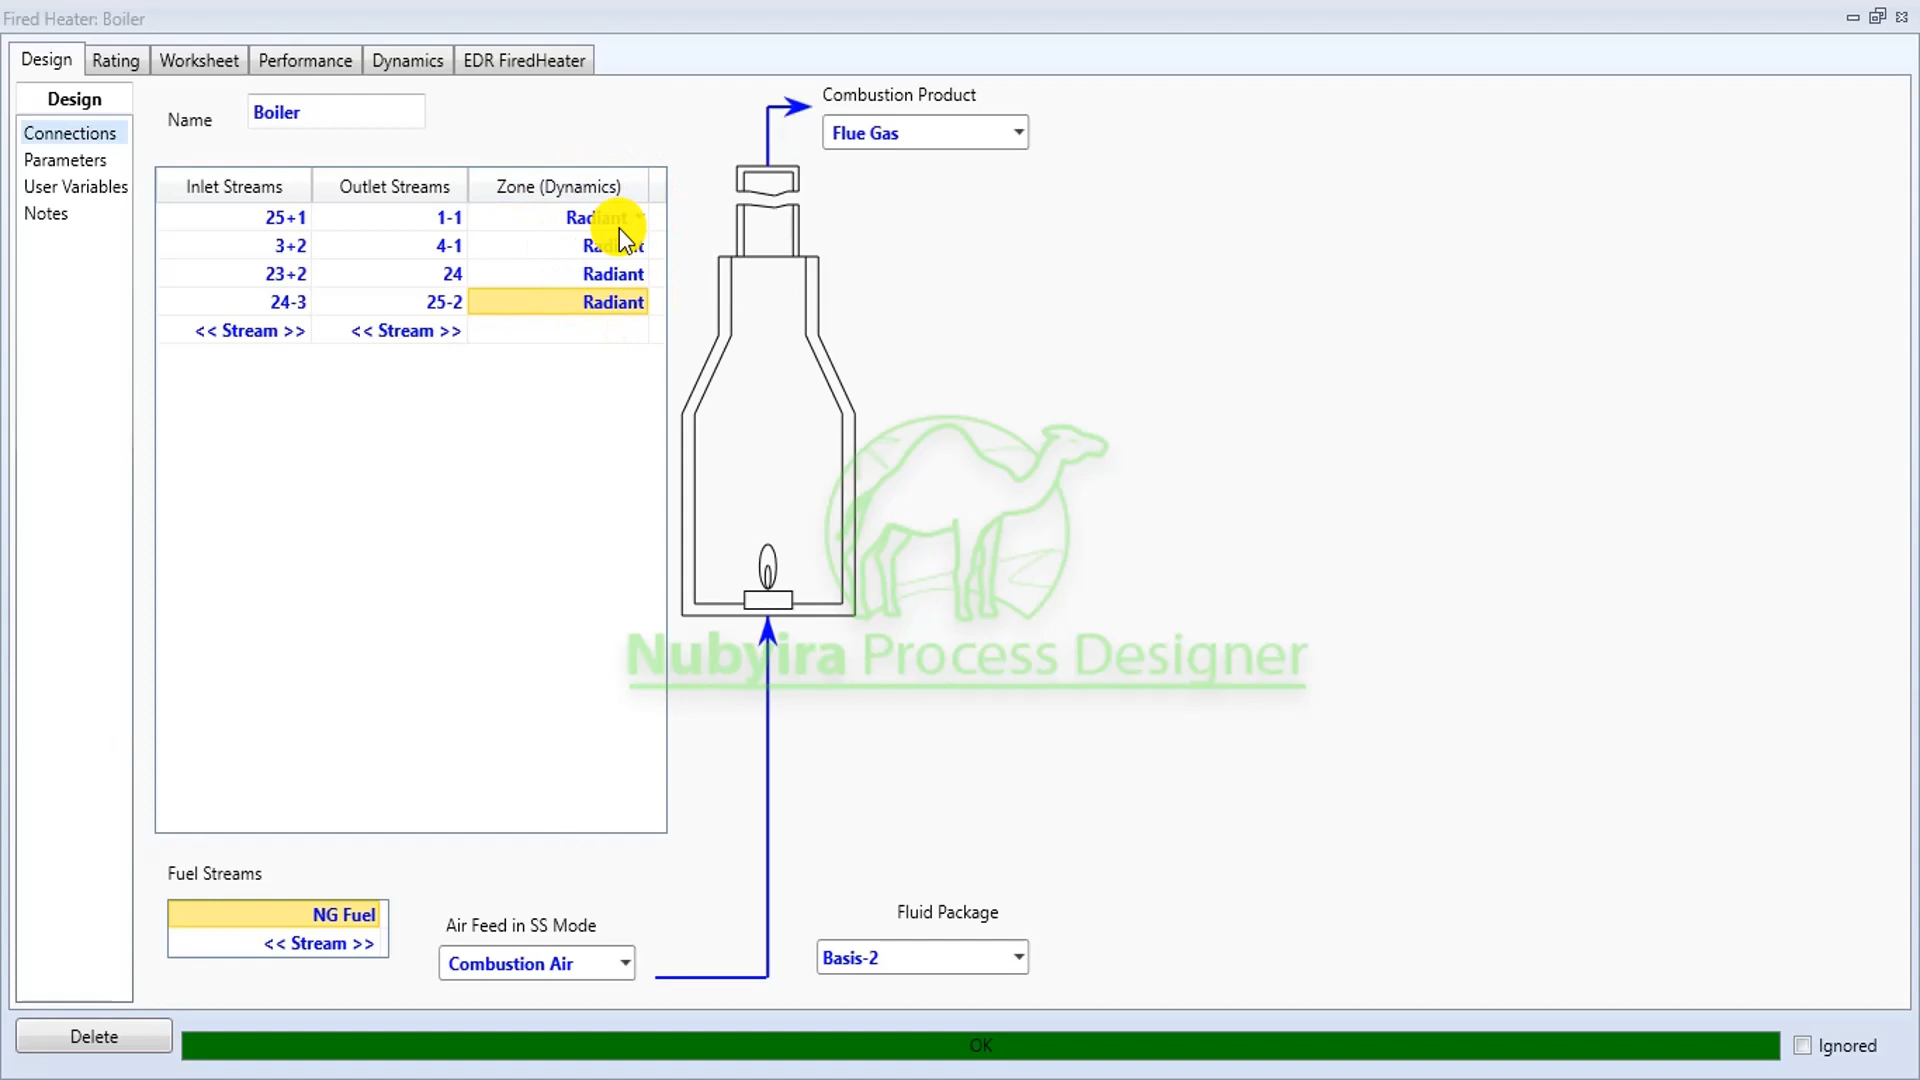 Fired Heater: Boiler
Design Rating Worksheet Performance Dynamics EDR FiredHeater
Design
Connections
Parameters
User Variables
Notes
Name Boiler
Inlet Streams Outlet Streams Zone (Dynamics)
25+1 1-1 Radiant
3+2 4-1 Radiant
23+2 24 Radiant
24-3 25-2 Radiant
<< Stream >> << Stream >>
Combustion Product
Flue Gas
Nubyira Process Designer
Fuel Streams
NG Fuel
<< Stream >>
Air Feed in SS Mode
Combustion Air
Fluid Package
Basis-2
Delete OK Ignored